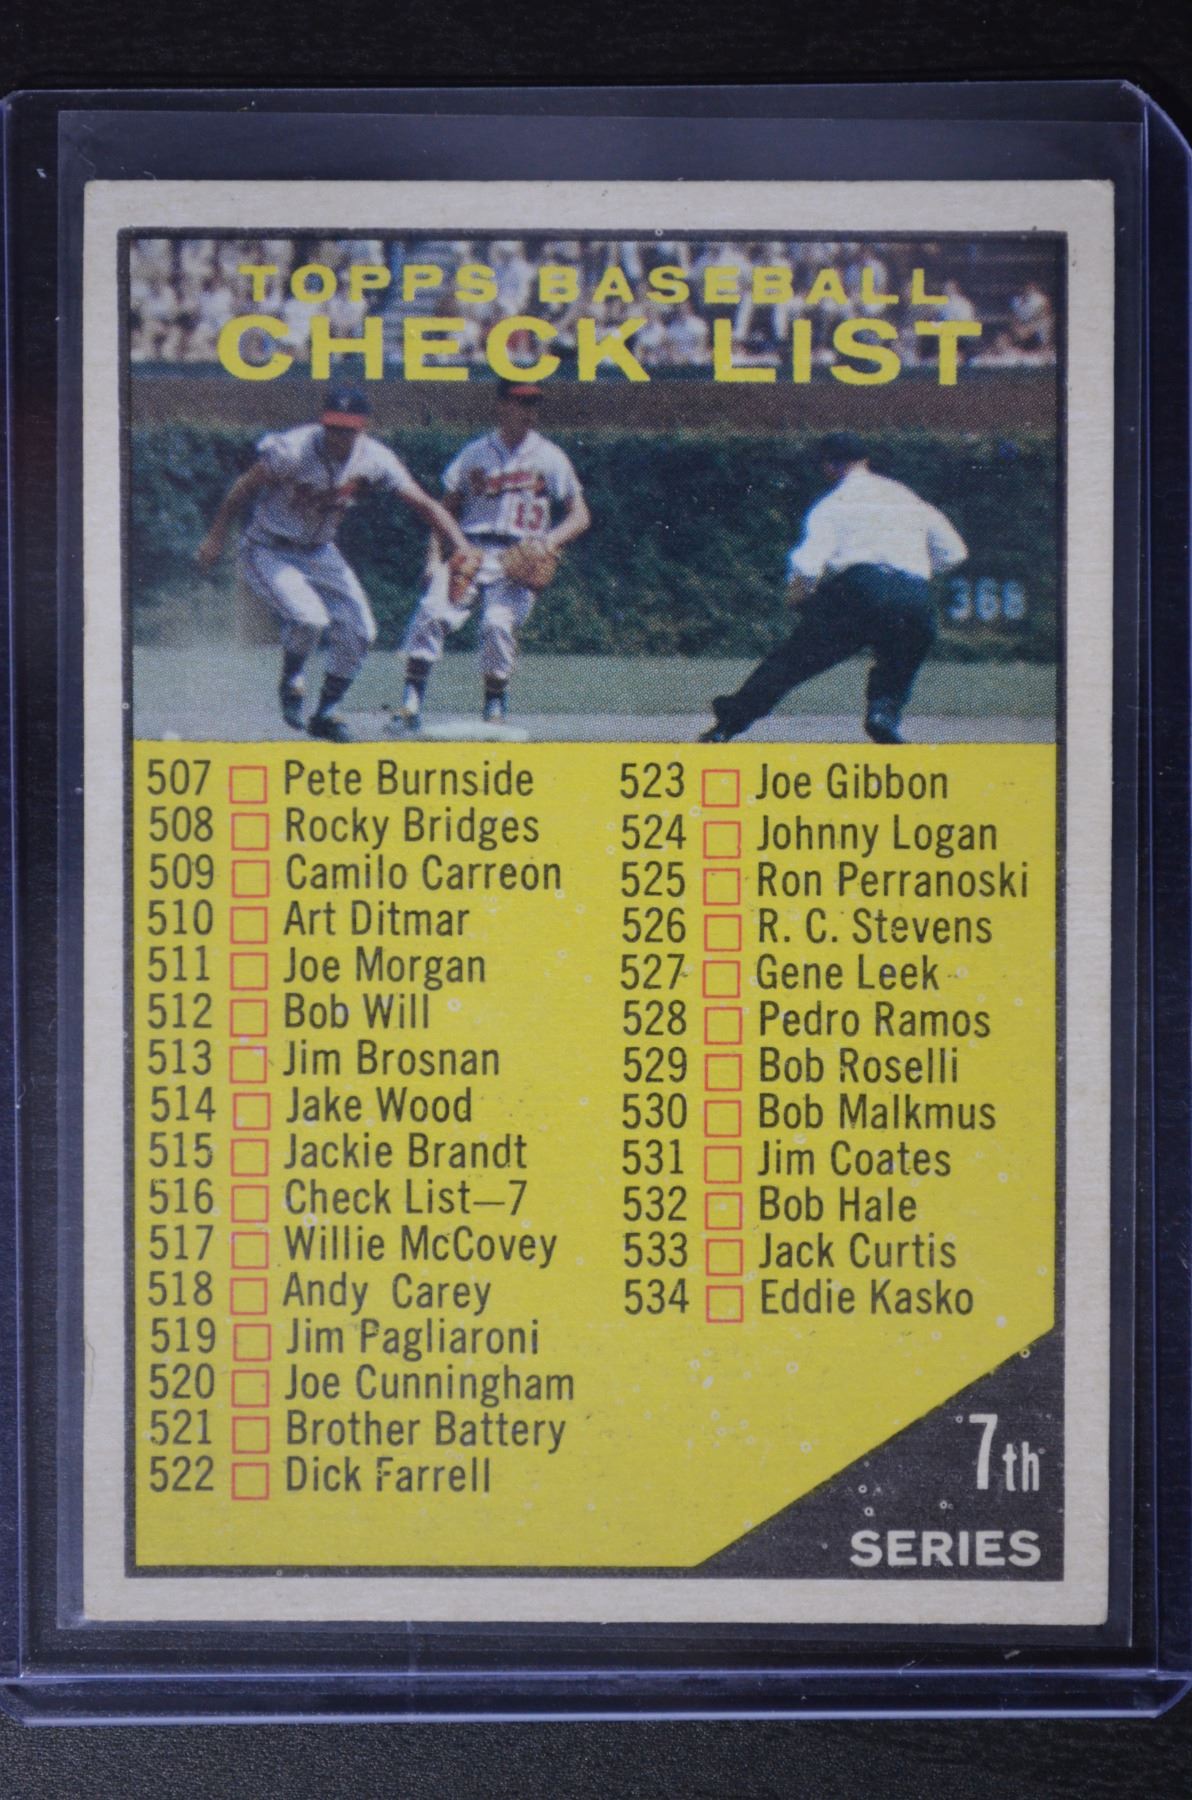 TOPPS BASEBALL
CHECK LIST
13
368
507 Pete Burnside
508 Rocky Bridges
509 Camilo Carreon
510 Art Ditmar
511 Joe Morgan
512 Bob Will
513 Jim Brosnan
514 Jake Wood
515 Jackie Brandt
516 Check List—7
517 Willie McCovey
518 Andy Carey
519 Jim Pagliaroni
520 Joe Cunningham
521 Brother Battery
522 Dick Farrell
523 Joe Gibbon
524 Johnny Logan
525 Ron Perranoski
526 R. C. Stevens
527 Gene Leek
528 Pedro Ramos
529 Bob Roselli
530 Bob Malkmus
531 Jim Coates
532 Bob Hale
533 Jack Curtis
534 Eddie Kasko
7th
SERIES